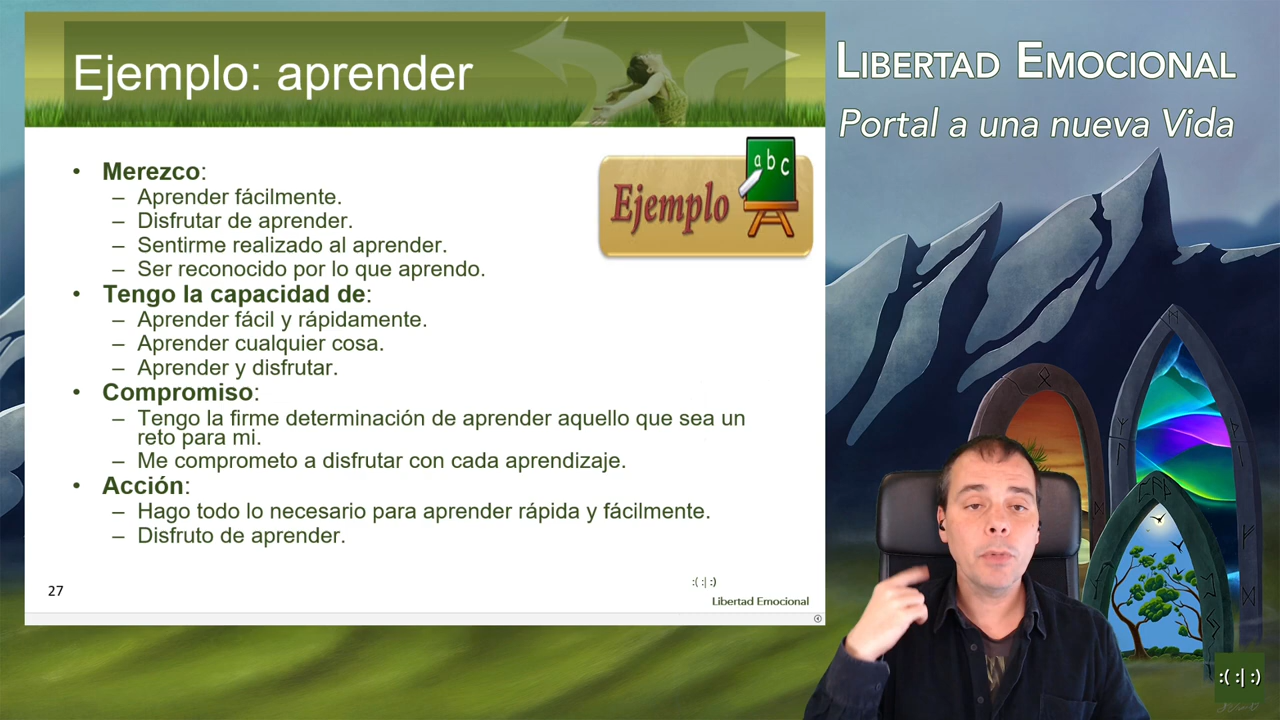 Ejemplo: aprender
LIBERTAD EMOCIONAL
Portal a una nueva Vida
• Merezco:
– Aprender fácilmente.
– Disfrutar de aprender.
– Sentirme realizado al aprender.
– Ser reconocido por lo que aprendo.
abc
Ejemplo
• Tengo la capacidad de:
– Aprender fácil y rápidamente.
– Aprender cualquier cosa.
– Aprender y disfrutar.
• Compromiso:
– Tengo la firme determinación de aprender aquello que sea un
reto para mi.
– Me comprometo a disfrutar con cada aprendizaje.
• Acción:
– Hago todo lo necesario para aprender rápida y fácilmente.
– Disfruto de aprender.
27
:( :| :)
Libertad Emocional
:( :| :)